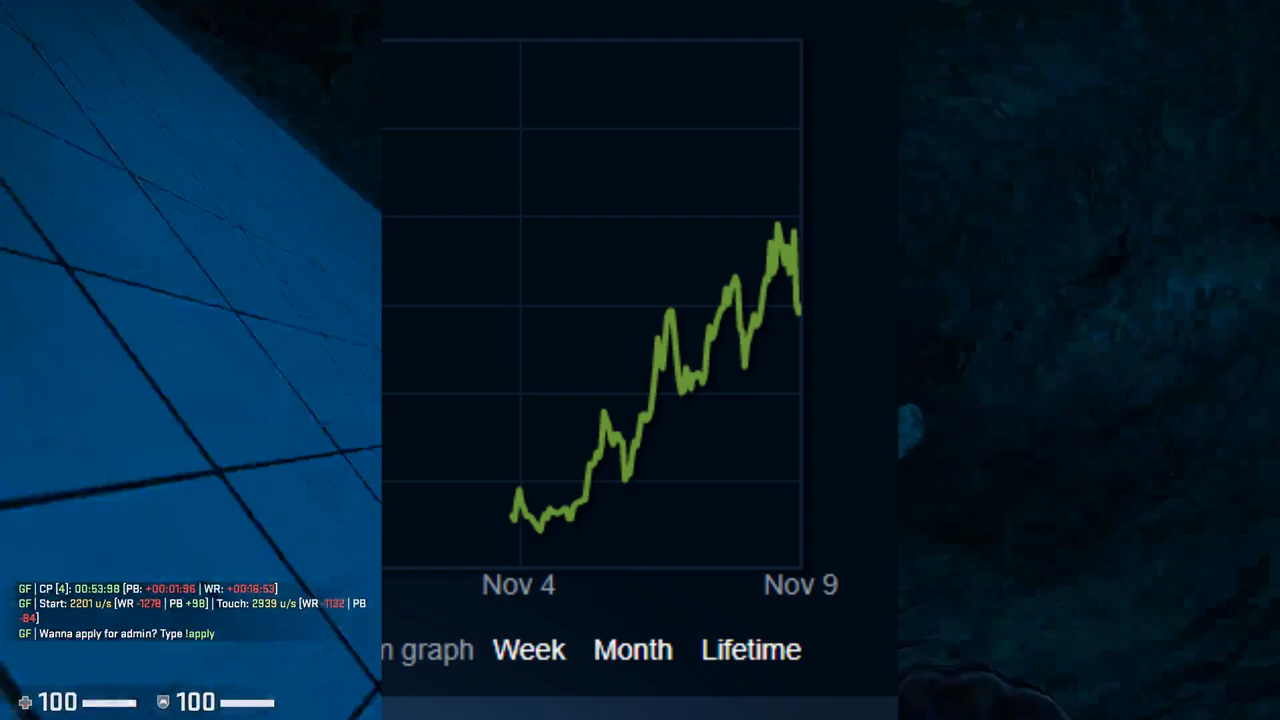 GF | CP [4]: 00:53:98 [PB: +00:01:96 | WR: +00:16:53]
GF | Start: 2201 u/s [WR -1278 | PB +98] | Touch: 2939 u/s [WR -1132 | PB
-84]
GF | Wanna apply for admin? Type !apply
100 100
Nov 4 Nov 9
m graph Week Month Lifetime